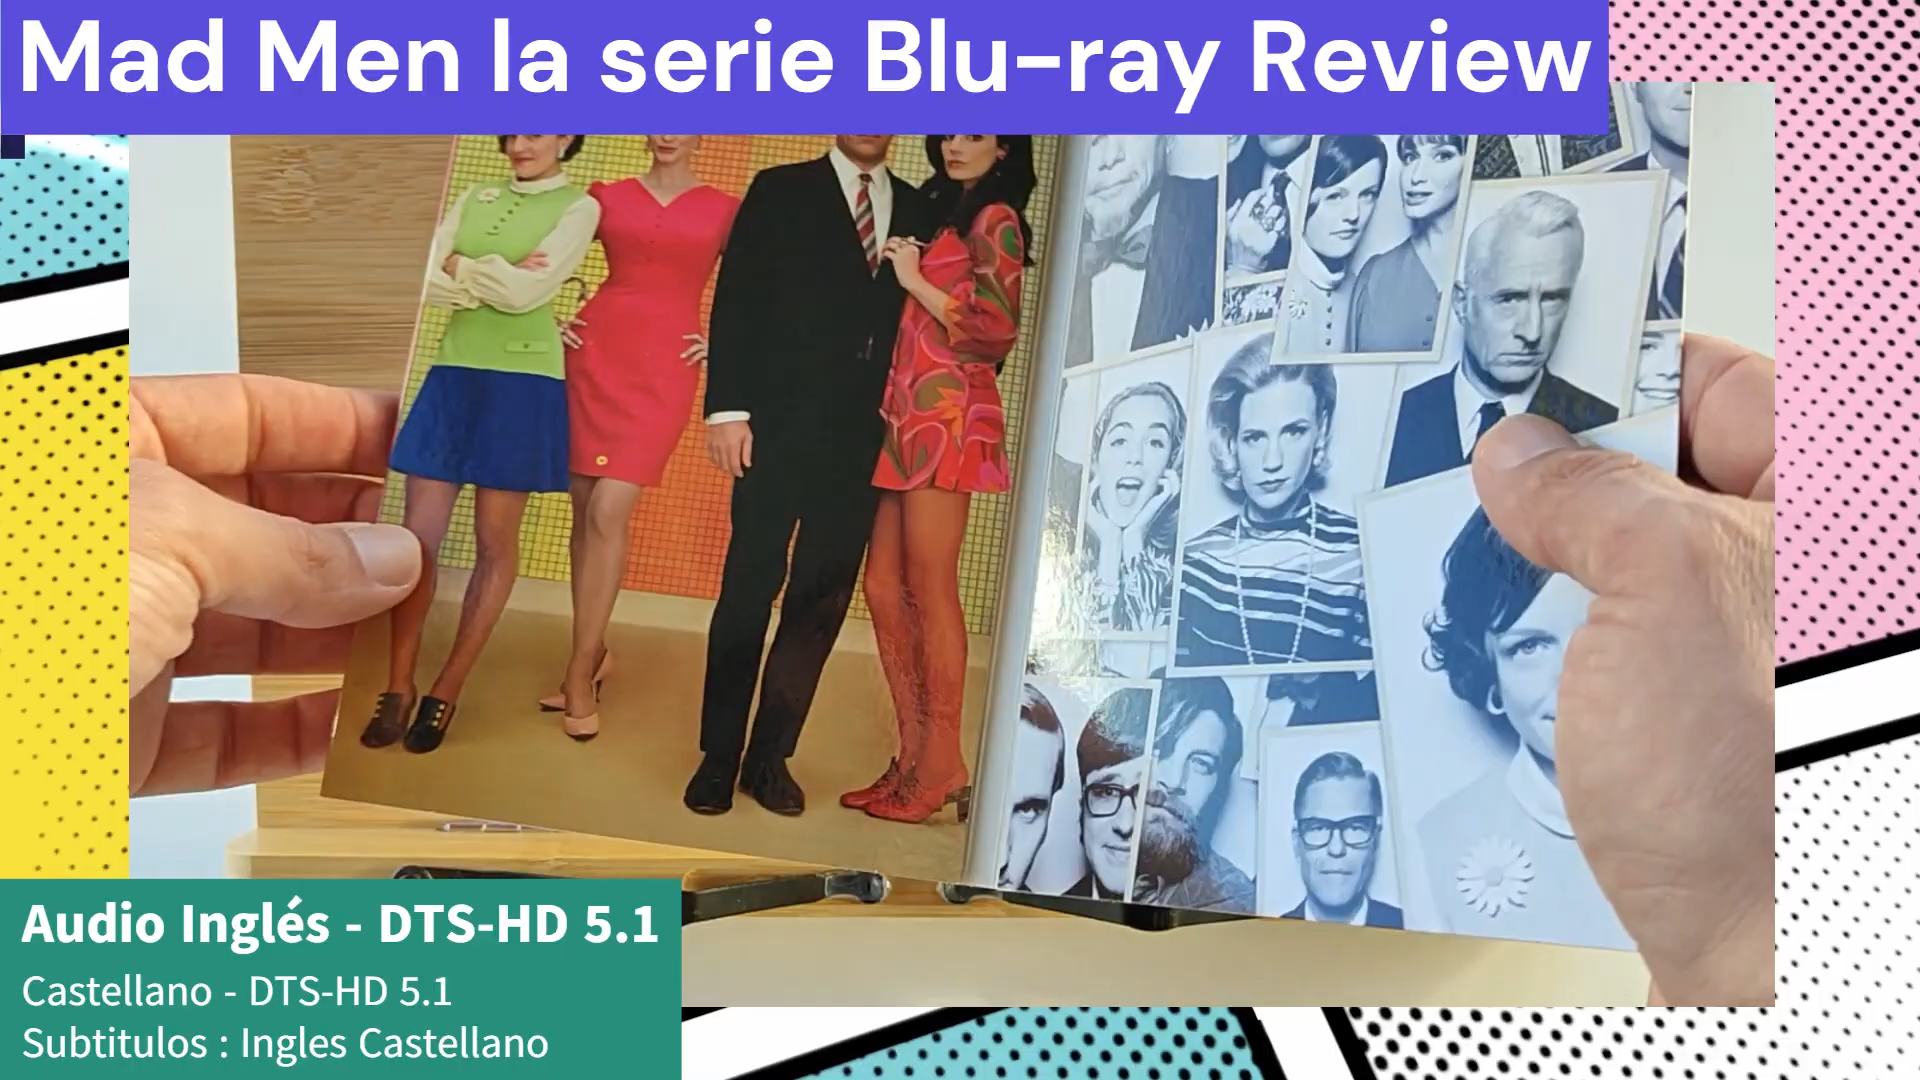 Mad Men la serie Blu-ray Review
Audio Inglés - DTS-HD 5.1
Castellano - DTS-HD 5.1
Subtitulos : Ingles Castellano